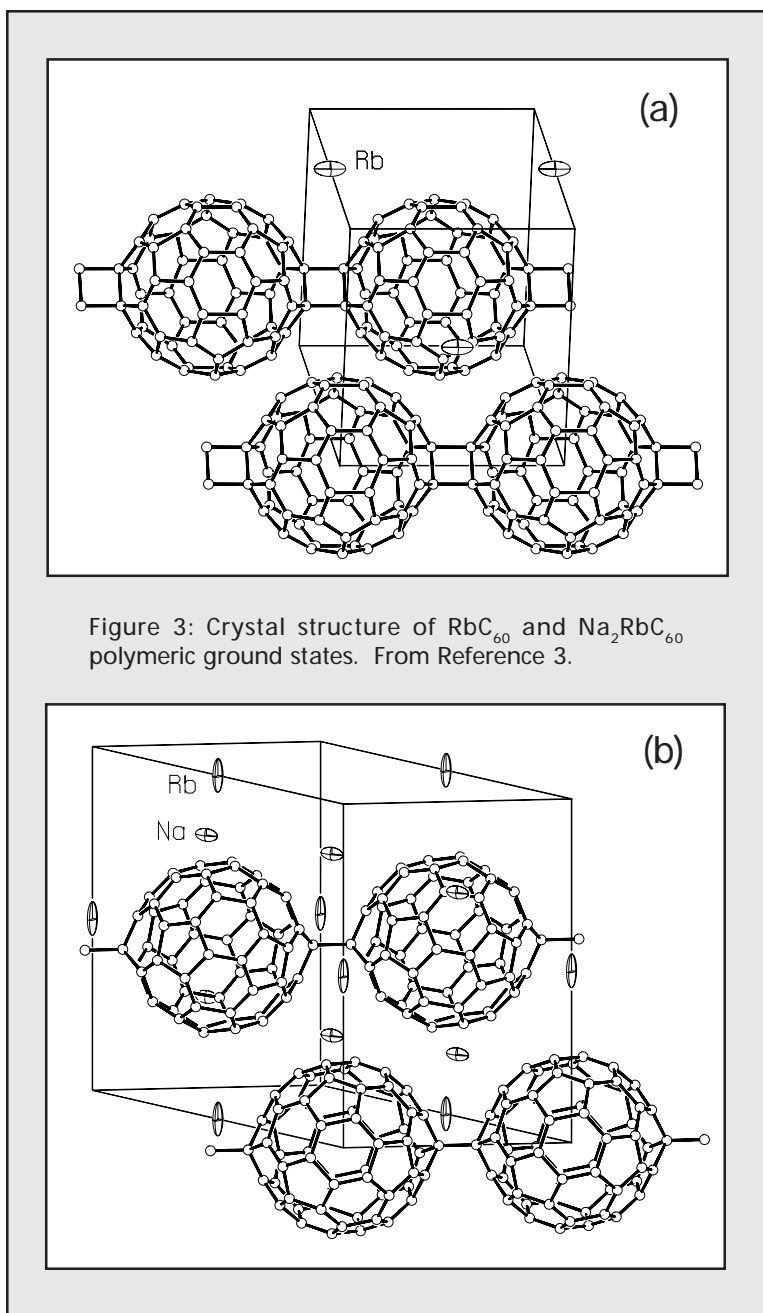 (a)
Rb
Figure 3: Crystal structure of RbC₆₀ and Na₂RbC₆₀
polymeric ground states. From Reference 3.
(b)
Rb
Na